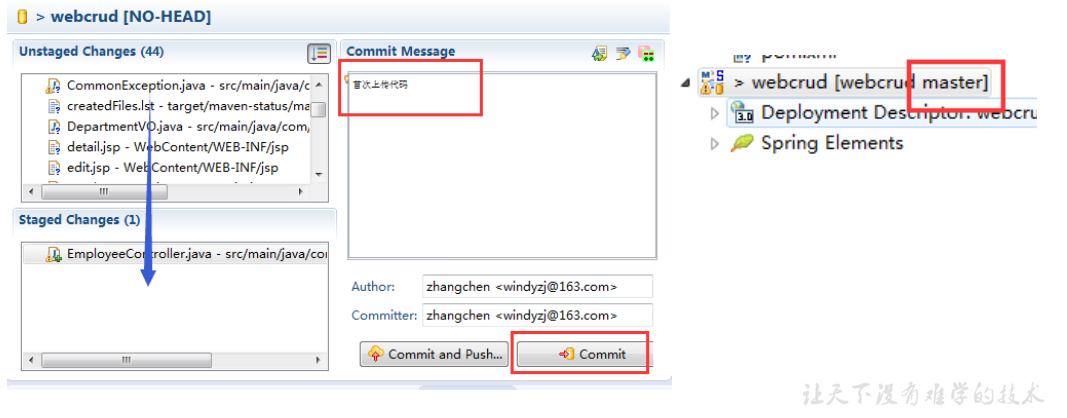 > webcrud [NO-HEAD]
Unstaged Changes (44)
CommonException.java - src/main/java/c
createdFiles.lst - target/maven-status/ma
DepartmentVO.java - src/main/java/com,
detail.jsp - WebContent/WEB-INF/jsp
edit.jsp - WebContent/WEB-INF/jsp
Staged Changes (1)
EmployeeController.java - src/main/java/coi
Commit Message
首次上传代码
Author: zhangchen <windyzj@163.com>
Committer: zhangchen <windyzj@163.com>
Commit and Push... Commit
> webcrud [webcrud master]
Deployment Descriptor: webcru
Spring Elements
让天下没有难学的技术